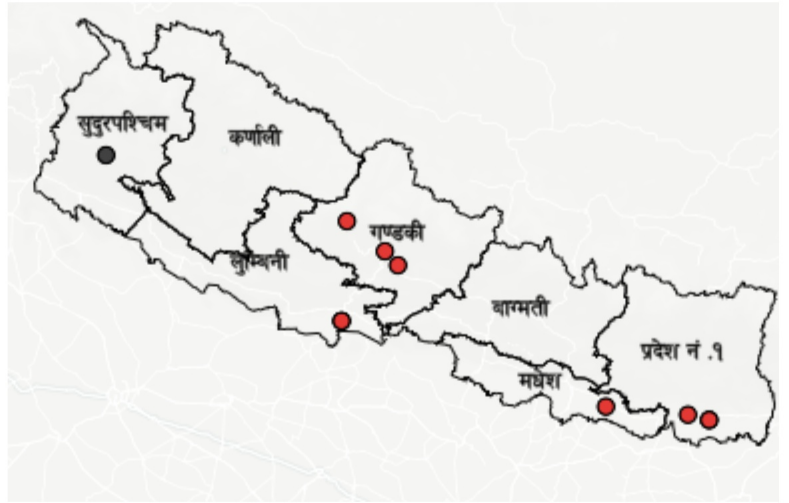 सुदुरपश्चिम
कर्णाली
गण्डकी
लुम्बिनी
बाग्मती
प्रदेश नं .१
मधेश